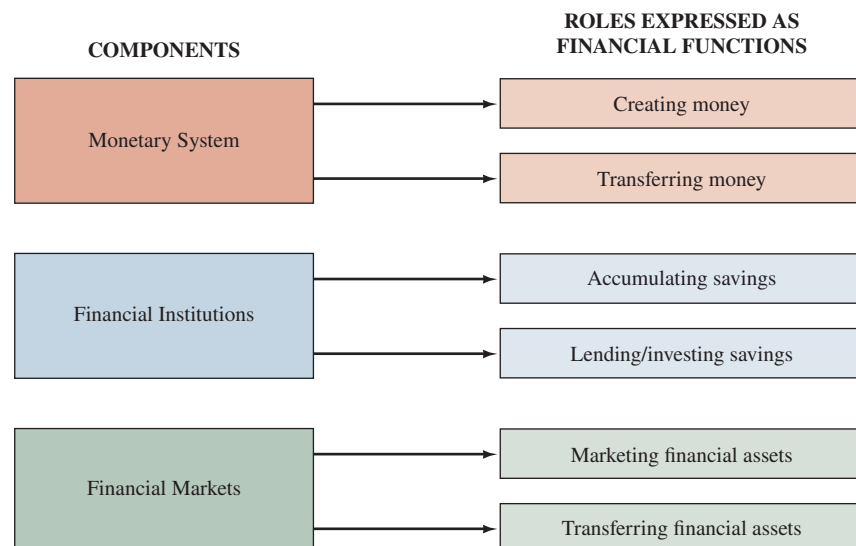 COMPONENTS
ROLES EXPRESSED AS
FINANCIAL FUNCTIONS
Monetary System
Creating money
Transferring money
Financial Institutions
Accumulating savings
Lending/investing savings
Financial Markets
Marketing financial assets
Transferring financial assets